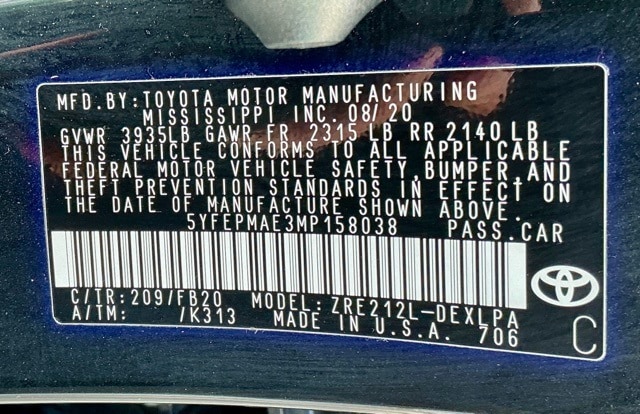 MFD.BY:TOYOTA MOTOR MANUFACTURING
MISSISSIPPI INC. 08/20
GVWR 3935LB GAWR FR 2315 LB RR 2140 LB
THIS VEHICLE CONFORMS TO ALL APPLICABLE
FEDERAL MOTOR VEHICLE SAFETY, BUMPER, AND
THEFT PREVENTION STANDARDS IN EFFECT ON
THE DATE OF MANUFACTURE SHOWN ABOVE.
5YFEPMAE3MP158038 PASS.CAR
C/TR:209/FB20 MODEL: ZRE212L-DEXLPA
A/TM: /K313 MADE IN U.S.A. 706
C